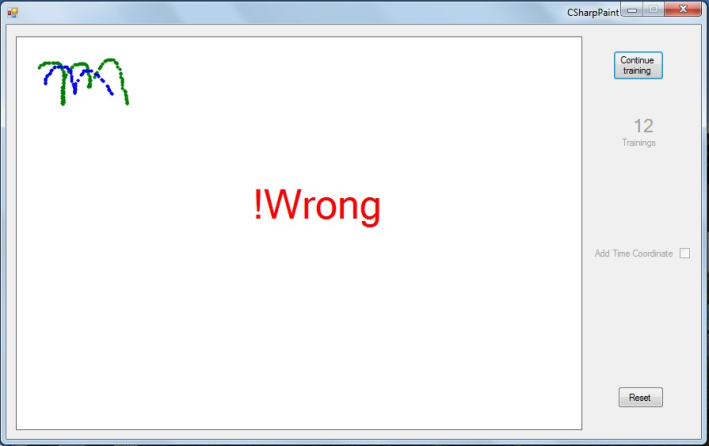 CSharpPaint
Continue
training
12
Trainings
!Wrong
Add Time Coordinate
Reset